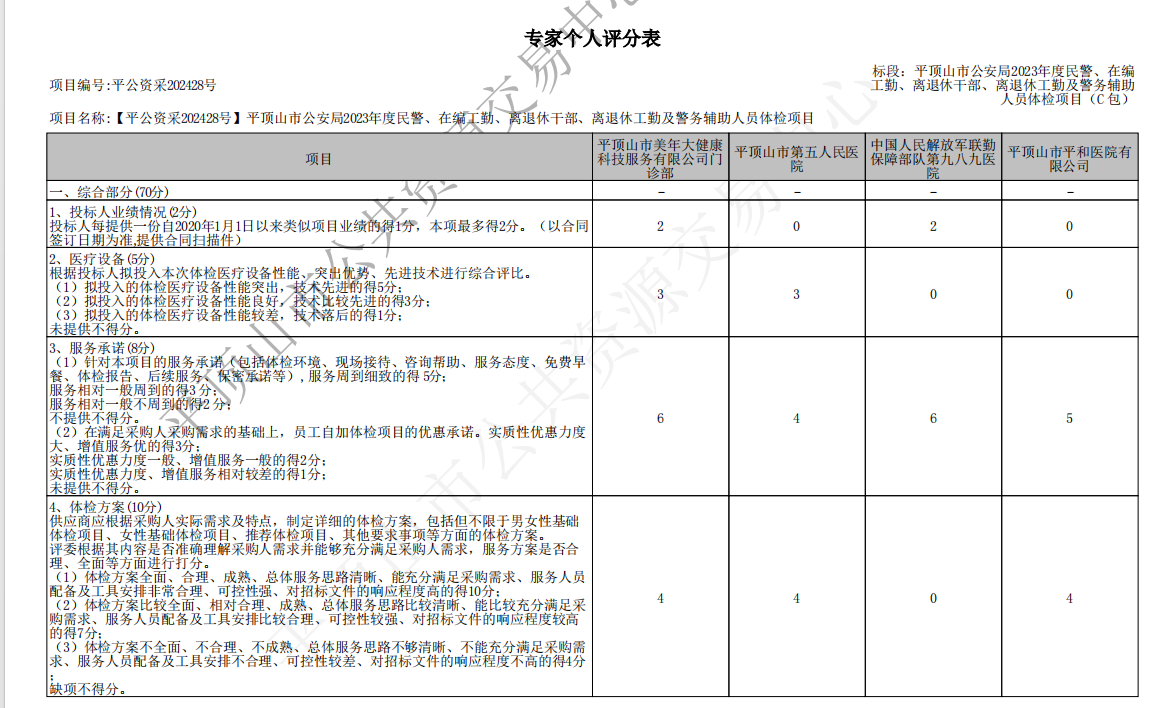 专家个人评分表
项目编号:平公资采202428号
标段：平顶山市公安局2023年度民警、在编
工勤、离退休干部、离退休工勤及警务辅助
人员体检项目（C 包）
项目名称:【平公资采202428号】平顶山市公安局2023年度民警、在编工勤、离退休干部、离退休工勤及警务辅助人员体检项目
项目
平顶山市美年大健康
科技服务有限公司门
诊部
平顶山市第五人民医
院
中国人民解放军联勤
保障部队第九八九医
院
平顶山市平和医院有
限公司
一、综合部分(70分)
－ － － －
1、投标人业绩情况(2分)
投标人每提供一份自2020年1月1日以来类似项目业绩的得1分，本项最多得2分。（以合同
签订日期为准,提供合同扫描件）
2 0 2 0
2、医疗设备(5分)
根据投标人拟投入本次体检医疗设备性能、突出优势、先进技术进行综合评比。
（1）拟投入的体检医疗设备性能突出，技术先进的得5分；
（2）拟投入的体检医疗设备性能良好，技术比较先进的得3分；
（3）拟投入的体检医疗设备性能较差，技术落后的得1分；
未提供不得分。
3 3 0 0
3、服务承诺(8分)
（1）针对本项目的服务承诺（包括体检环境、现场接待、咨询帮助、服务态度、免费早
餐、体检报告、后续服务、保密承诺等）,服务周到细致的得 5分；
服务相对一般周到的得3 分；
服务相对一般不周到的得2 分；
不提供不得分。
（2）在满足采购人采购需求的基础上，员工自加体检项目的优惠承诺。实质性优惠力度
大、增值服务优的得3分；
实质性优惠力度一般、增值服务一般的得2分；
实质性优惠力度、增值服务相对较差的得1分；
未提供不得分。
6 4 6 5
4、体检方案(10分)
供应商应根据采购人实际需求及特点，制定详细的体检方案，包括但不限于男女性基础
体检项目、女性基础体检项目、推荐体检项目、其他要求事项等方面的体检方案。
评委根据其内容是否准确理解采购人需求并能够充分满足采购人需求，服务方案是否合
理、全面等方面进行打分。
（1）体检方案全面、合理、成熟、总体服务思路清晰、能充分满足采购需求、服务人员
配备及工具安排非常合理、可控性强、对招标文件的响应程度高的得10分；
（2）体检方案比较全面、相对合理、成熟、总体服务思路比较清晰、能比较充分满足采
购需求、服务人员配备及工具安排比较合理、可控性较强、对招标文件的响应程度较高
的得7分；
（3）体检方案不全面、不合理、不成熟、总体服务思路不够清晰、不能充分满足采购需
求、服务人员配备及工具安排不合理、可控性较差、对招标文件的响应程度不高的得4分
；
缺项不得分。
4 4 0 4
平顶山市公共资源交易中心
平顶山市公共资源交易中心